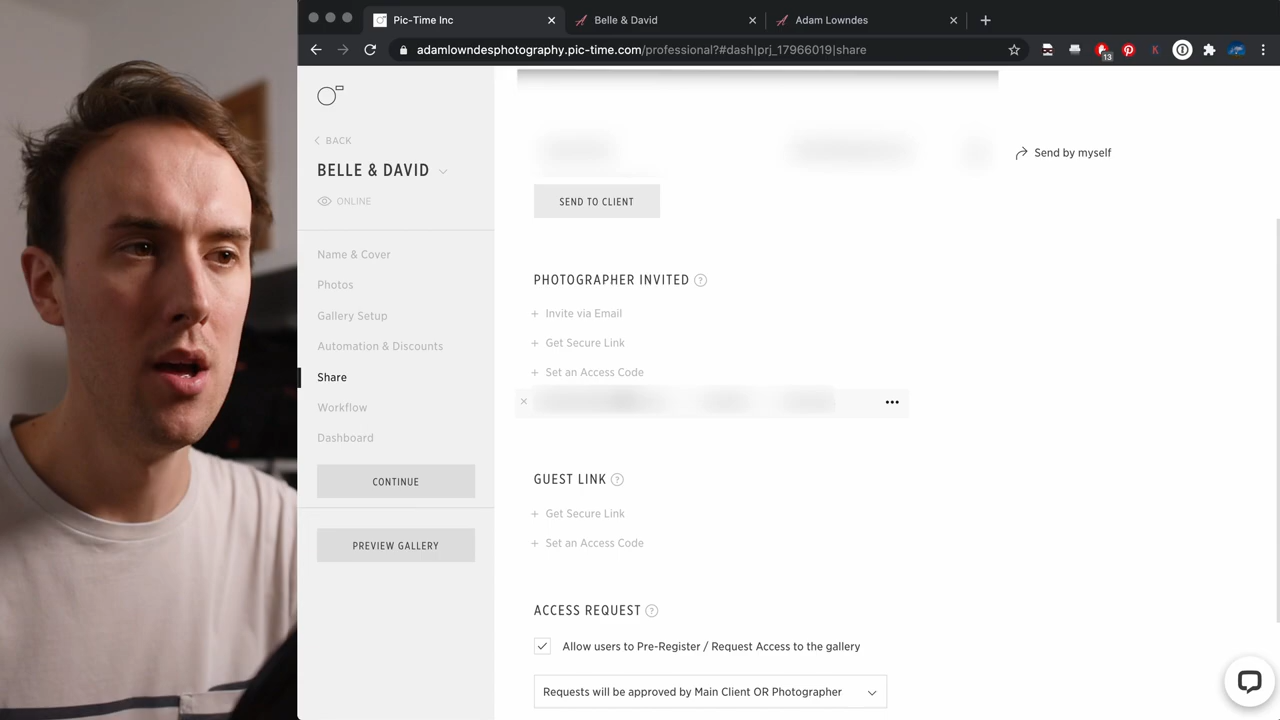 Pic-Time Inc
Belle & David
Adam Lowndes
adamlowndesphotography.pic-time.com/professional?#dash|prj_17966019|share
13
K
BACK
BELLE & DAVID
ONLINE
Name & Cover
Photos
Gallery Setup
Automation & Discounts
Share
Workflow
Dashboard
CONTINUE
PREVIEW GALLERY
Send by myself
SEND TO CLIENT
PHOTOGRAPHER INVITED ?
+ Invite via Email
+ Get Secure Link
+ Set an Access Code
GUEST LINK ?
+ Get Secure Link
+ Set an Access Code
ACCESS REQUEST ?
Allow users to Pre-Register / Request Access to the gallery
Requests will be approved by Main Client OR Photographer